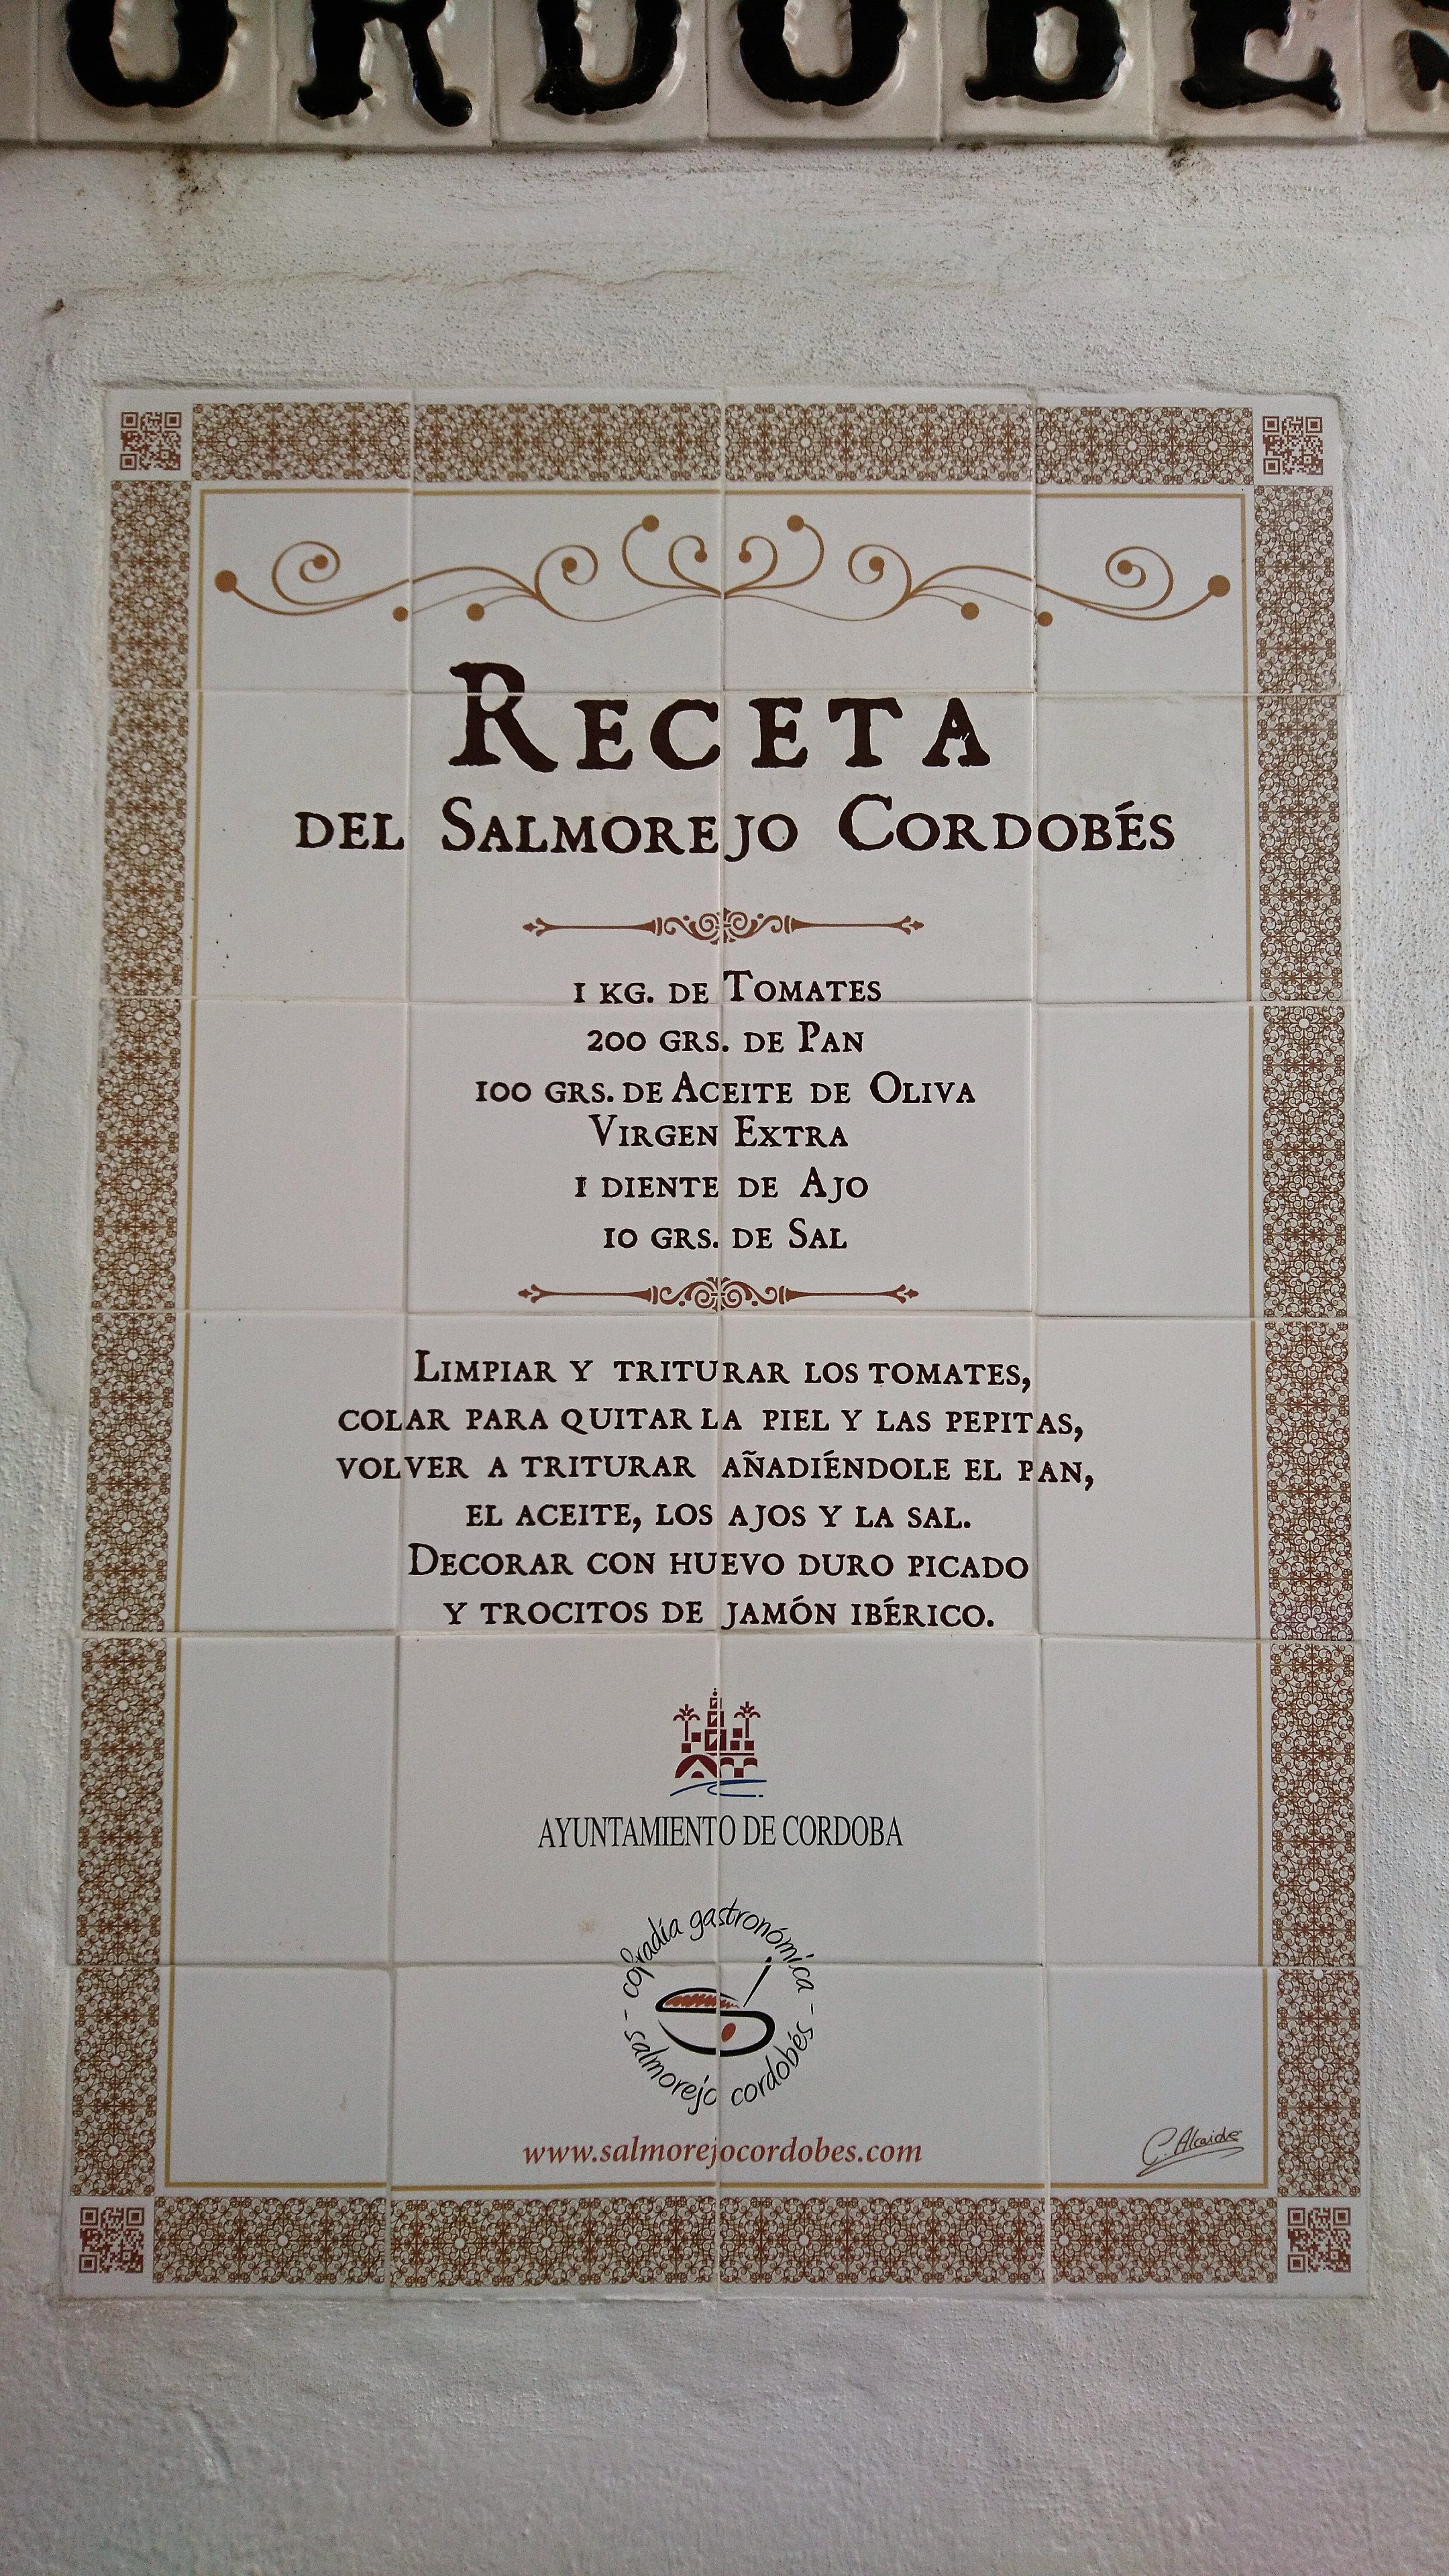 ORDOBÉS
RECETA
DEL SALMOREJO CORDOBÉS
1 KG. DE TOMATES
200 GRS. DE PAN
100 GRS. DE ACEITE DE OLIVA
VIRGEN EXTRA
1 DIENTE DE AJO
10 GRS. DE SAL
LIMPIAR Y TRITURAR LOS TOMATES,
COLAR PARA QUITAR LA PIEL Y LAS PEPITAS,
VOLVER A TRITURAR AÑADIÉNDOLE EL PAN,
EL ACEITE, LOS AJOS Y LA SAL.
DECORAR CON HUEVO DURO PICADO
Y TROCITOS DE JAMÓN IBÉRICO.
AYUNTAMIENTO DE CORDOBA
cofradía gastronómica
- salmorejo cordobés -
www.salmorejocordobes.com
G. Alcaide